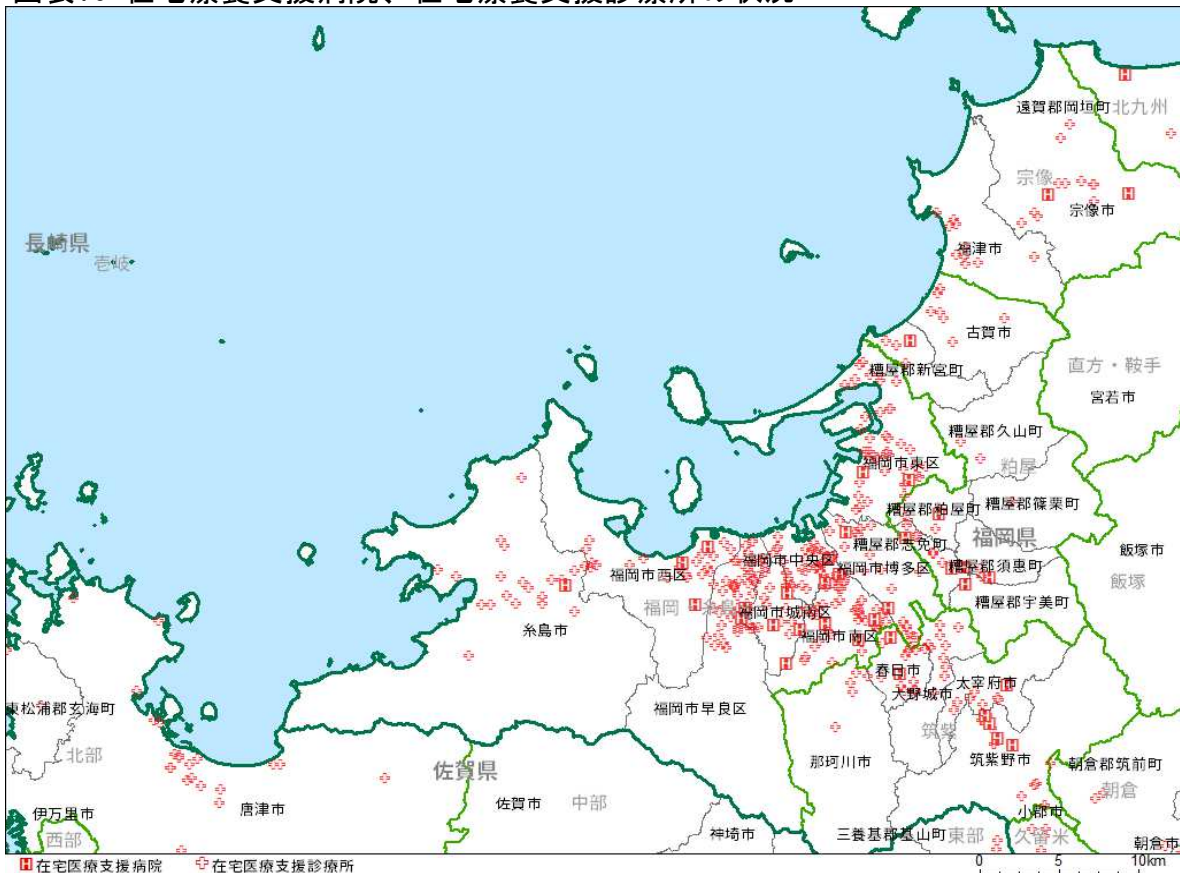 遠賀郡岡垣町
北九州
宗像
宗像市
長崎県
壱岐
福津市
古賀市
直方・鞍手
糟屋郡新宮町
宮若市
糟屋郡久山町
福岡市東区
粕屋
糟屋郡篠栗町
糟屋郡粕屋町
福岡県
糟屋郡志免町
飯塚市
福岡市中央区
福岡市西区
福岡市博多区
糟屋郡須惠町
飯塚
福岡 糸島
糟屋郡宇美町
福岡市城南区
糸島市
福岡市南区
春日市
太宰府市
大野城市
東松浦郡玄海町
福岡市早良区
筑紫
北部
那珂川市
筑紫野市
朝倉郡筑前町
佐賀県
朝倉
佐賀市
中部
唐津市
伊万里市
小郡市
西部
神埼市
三養基郡基山町
東部
久留米
朝倉市
在宅医療支援病院
在宅医療支援診療所
0 5 10km